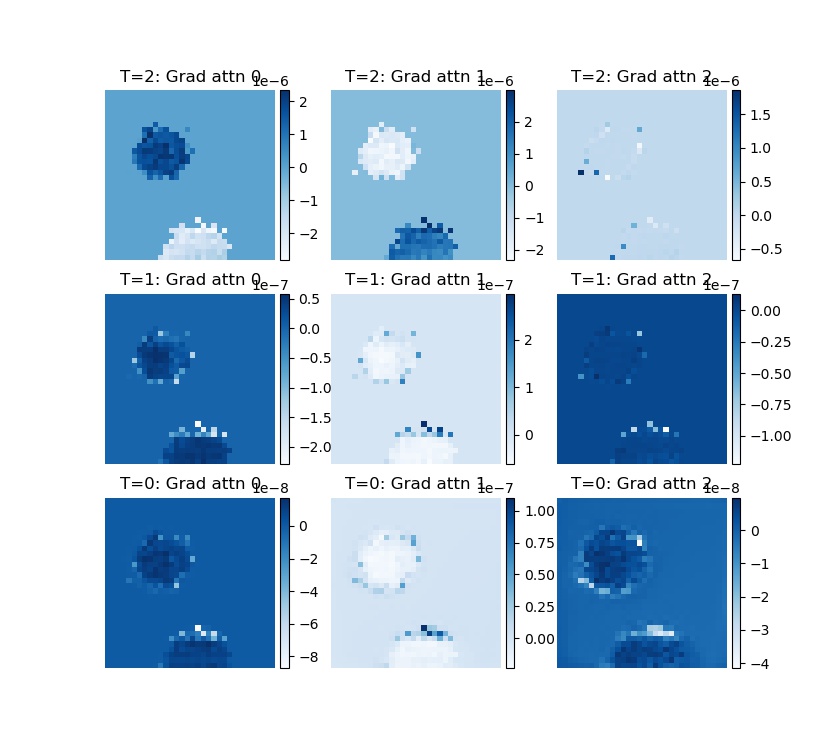 T=2: Grad attn 0
1e−6
2
1
0
−1
−2
T=2: Grad attn 1
1e−6
2
1
0
−1
−2
T=2: Grad attn 2
1e−6
1.5
1.0
0.5
0.0
−0.5
T=1: Grad attn 0
1e−7
0.5
0.0
−0.5
−1.0
−1.5
−2.0
T=1: Grad attn 1
1e−7
2
1
0
T=1: Grad attn 2
1e−7
0.00
−0.25
−0.50
−0.75
−1.00
T=0: Grad attn 0
1e−8
0
−2
−4
−6
−8
T=0: Grad attn 1
1e−7
1.00
0.75
0.50
0.25
0.00
T=0: Grad attn 2
1e−8
0
−1
−2
−3
−4